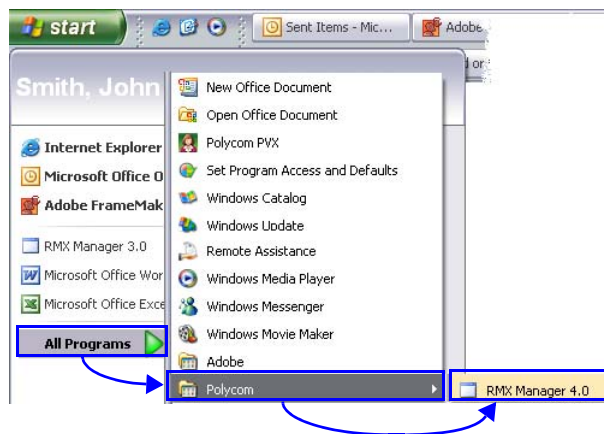 start
Sent Items - Mic...
Adobe
Smith, John
d or
Internet Explorer
Microsoft Office O
Adobe FrameMak
RMX Manager 3.0
Microsoft Office Wor
Microsoft Office Exce
All Programs
New Office Document
Open Office Document
Polycom PVX
Set Program Access and Defaults
Windows Catalog
Windows Update
Remote Assistance
Windows Media Player
Windows Messenger
Windows Movie Maker
Adobe
Polycom
RMX Manager 4.0